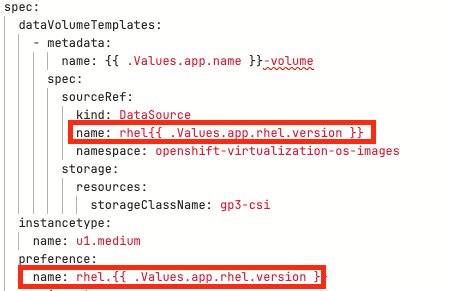 spec:
dataVolumeTemplates:
- metadata:
name: {{ .Values.app.name }}-volume
spec:
sourceRef:
kind: DataSource
name: rhel{{ .Values.app.rhel.version }}
namespace: openshift-virtualization-os-images
storage:
resources:
storageClassName: gp3-csi
instancetype:
name: u1.medium
preference:
name: rhel.{{ .Values.app.rhel.version }